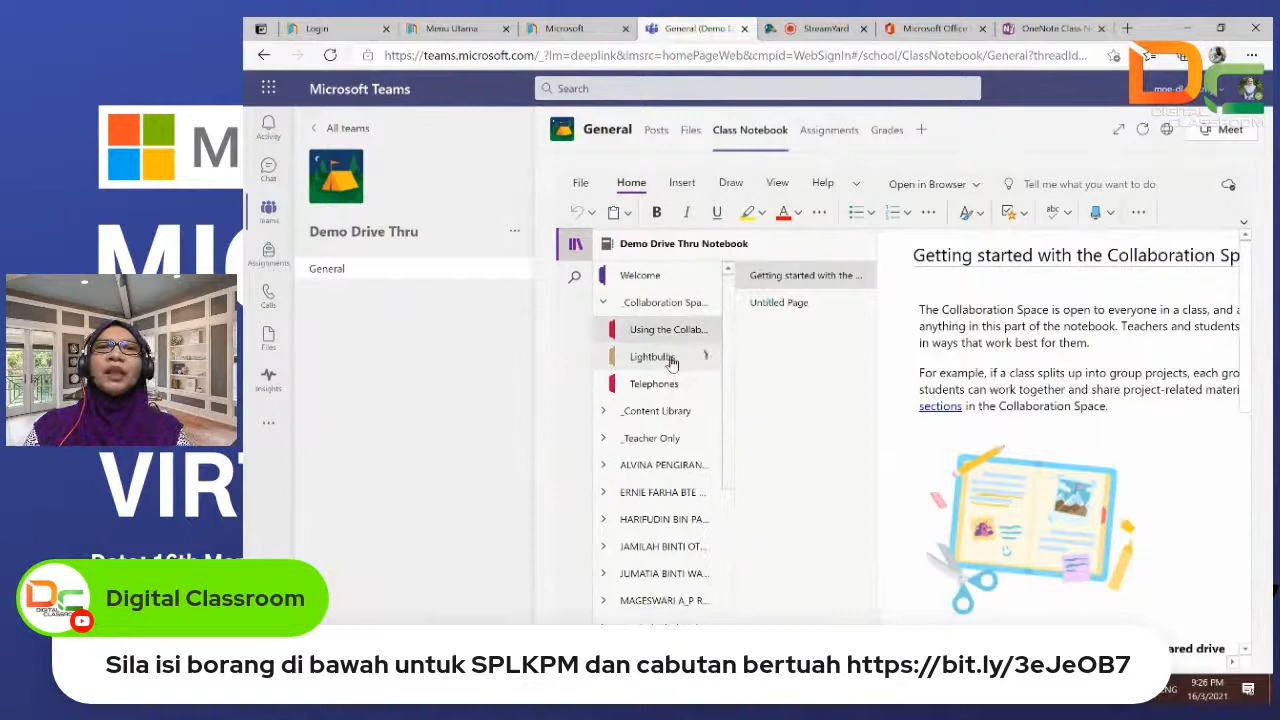 Login
Menu Utama
Microsoft
General (Demo
StreamYard
Microsoft Office
OneNote Class N
https://teams.microsoft.com/_?lm=deeplink&lmsrc=homePageWeb&cmpid=WebSignIn#/school/ClassNotebook/General?threadId...
Microsoft Teams
Search
DIGITAL
CLASSROOM
Activity
Chat
Teams
Assignments
Calls
Files
Insights
All teams
Demo Drive Thru
General
General
Posts
Files
Class Notebook
Assignments
Grades
Meet
File
Home
Insert
Draw
View
Help
Open in Browser
Tell me what you want to do
Demo Drive Thru Notebook
Welcome
_Collaboration Spa...
Using the Collab...
Lightbulbs
Telephones
_Content Library
_Teacher Only
ALVINA PENGIRAN...
ERNIE FARHA BTE ...
HARIFUDIN BIN PA...
JAMILAH BINTI OT...
JUMATIA BINTI WA...
MAGESWARI A_P R...
Getting started with the ...
Untitled Page
Getting started with the Collaboration Sp
The Collaboration Space is open to everyone in a class, and a
anything in this part of the notebook. Teachers and students
in ways that work best for them.
For example, if a class splits up into group projects, each gro
students can work together and share project-related materi
sections in the Collaboration Space.
ared drive
9:26 PM
16/3/2021
M
VIR
Digital Classroom
Sila isi borang di bawah untuk SPLKPM dan cabutan bertuah https://bit.ly/3eJeOB7